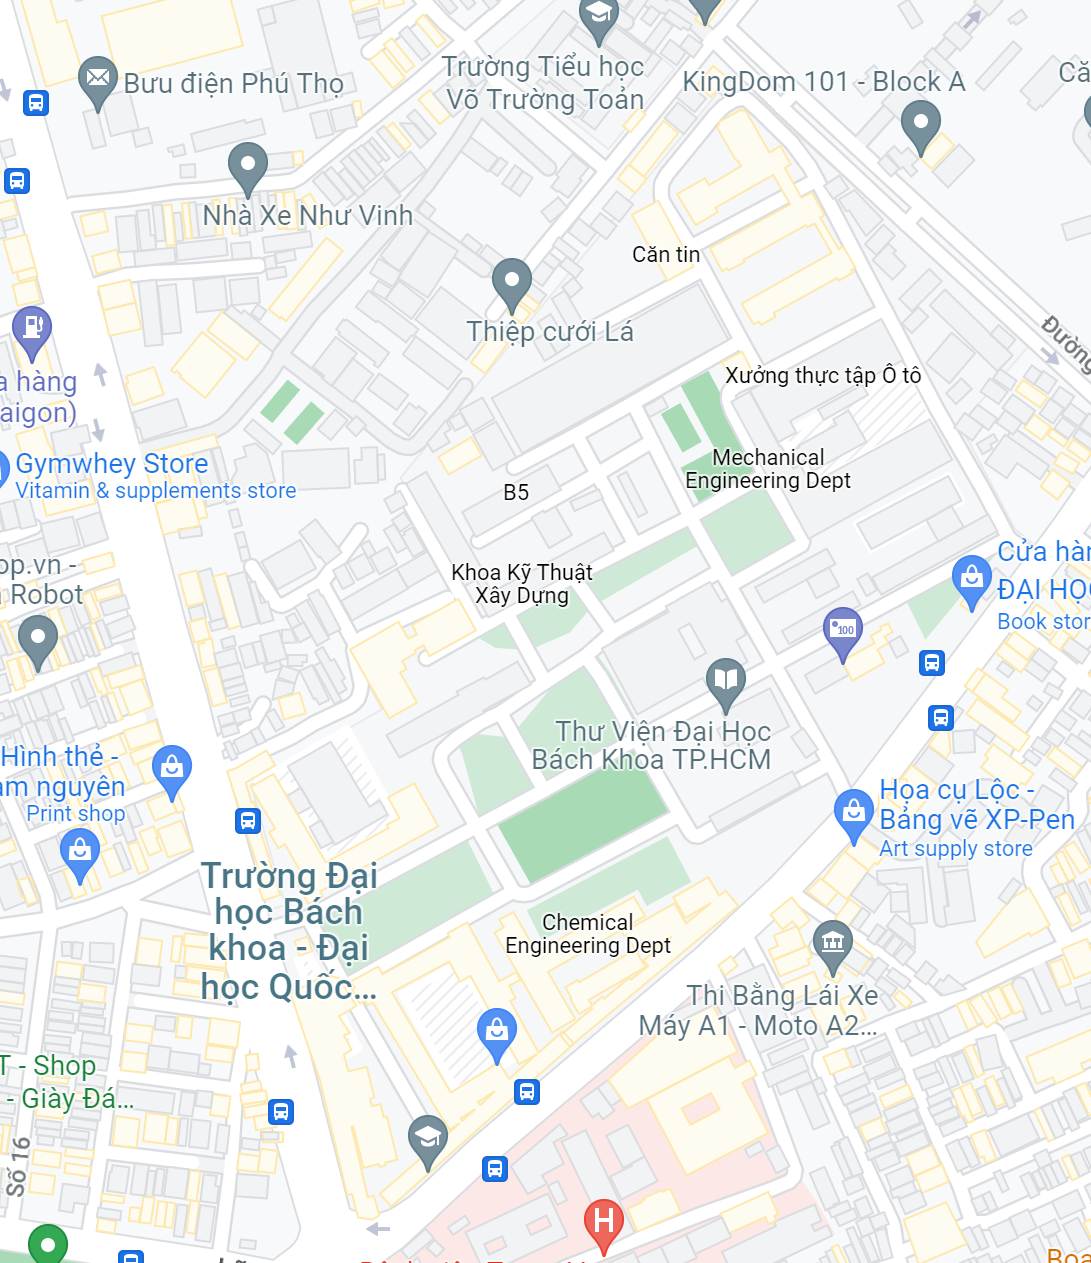 Trường Tiểu học
Võ Trường Toản
Bưu điện Phú Thọ
KingDom 101 - Block A
Că
Nhà Xe Như Vinh
Căn tin
Thiệp cưới Lá
Đường
a hàng
aigon)
Xưởng thực tập Ô tô
Gymwhey Store
Vitamin & supplements store
Mechanical
Engineering Dept
B5
op.vn -
a Robot
Khoa Kỹ Thuật
Xây Dựng
Cửa hàn
ĐẠI HỌC
Book stor
100
Thư Viện Đại Học
Bách Khoa TP.HCM
Hình thẻ -
am nguyên
Print shop
Họa cụ Lộc -
Bảng vẽ XP-Pen
Art supply store
Trường Đại
học Bách
khoa - Đại
học Quốc...
Chemical
Engineering Dept
Thi Bằng Lái Xe
Máy A1 - Moto A2...
T - Shop
- Giày Đá...
Số 16
H
Boa